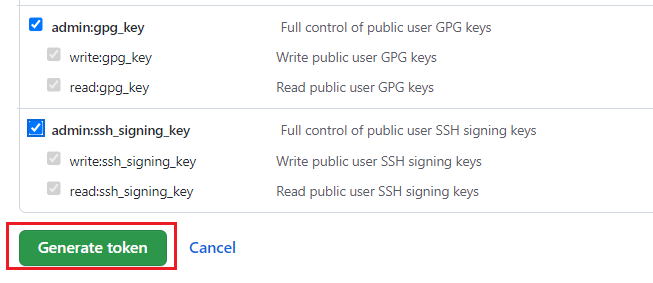 admin:gpg_key Full control of public user GPG keys
write:gpg_key Write public user GPG keys
read:gpg_key Read public user GPG keys
admin:ssh_signing_key Full control of public user SSH signing keys
write:ssh_signing_key Write public user SSH signing keys
read:ssh_signing_key Read public user SSH signing keys
Generate token Cancel